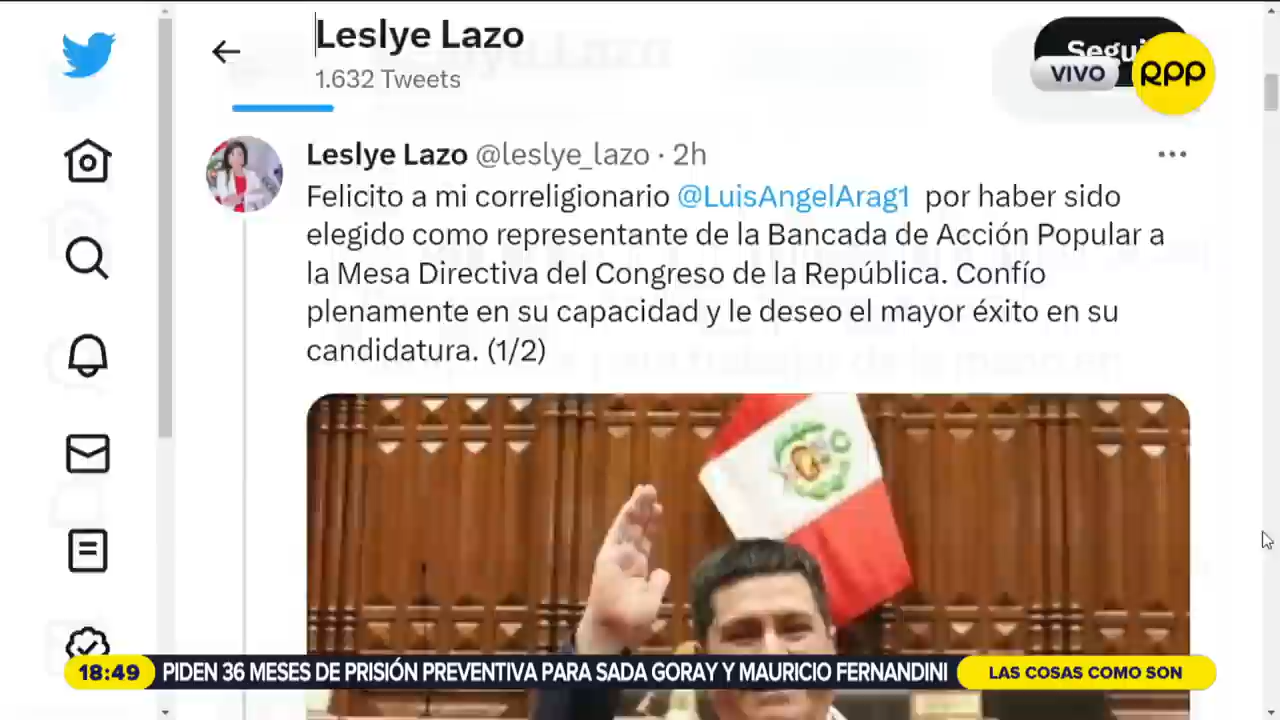 Leslye Lazo
1.632 Tweets
VIVO
RPP
Leslye Lazo @leslye_lazo · 2h
Felicito a mi correligionario @LuisAngelArag1 por haber sido
elegido como representante de la Bancada de Acción Popular a
la Mesa Directiva del Congreso de la República. Confío
plenamente en su capacidad y le deseo el mayor éxito en su
candidatura. (1/2)
18:49 PIDEN 36 MESES DE PRISIÓN PREVENTIVA PARA SADA GORAY Y MAURICIO FERNANDINI LAS COSAS COMO SON